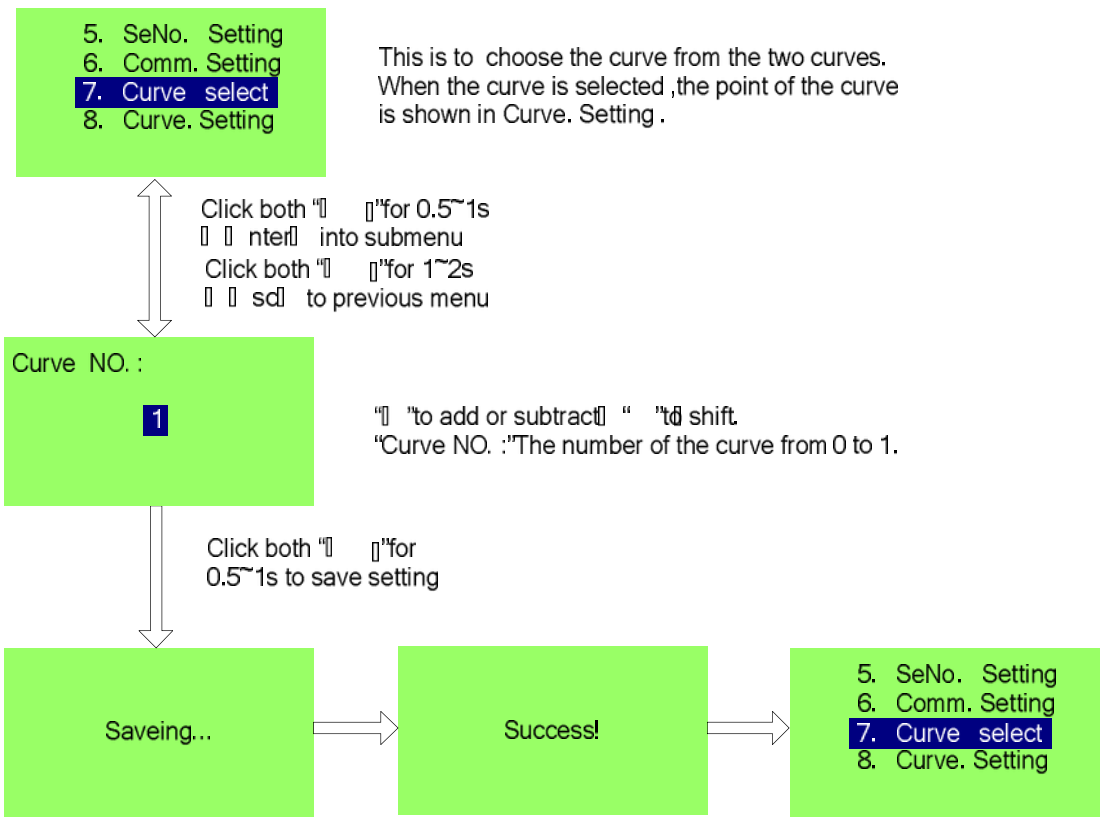 5. SeNo. Setting
6. Comm. Setting
7. Curve select
8. Curve. Setting
This is to choose the curve from the two curves.
When the curve is selected ,the point of the curve
is shown in Curve. Setting .
Click both “▯ ▯”for 0.5~1s
▯ ▯ nter▯ into submenu
Click both “▯ ▯”for 1~2s
▯ ▯ sc▯ to previous menu
Curve NO. :
1
“▯ ”to add or subtract▯ “ ”to▯ shift.
“Curve NO. :”The number of the curve from 0 to 1.
Click both “▯ ▯”for
0.5~1s to save setting
Saveing...
Success!
5. SeNo. Setting
6. Comm. Setting
7. Curve select
8. Curve. Setting